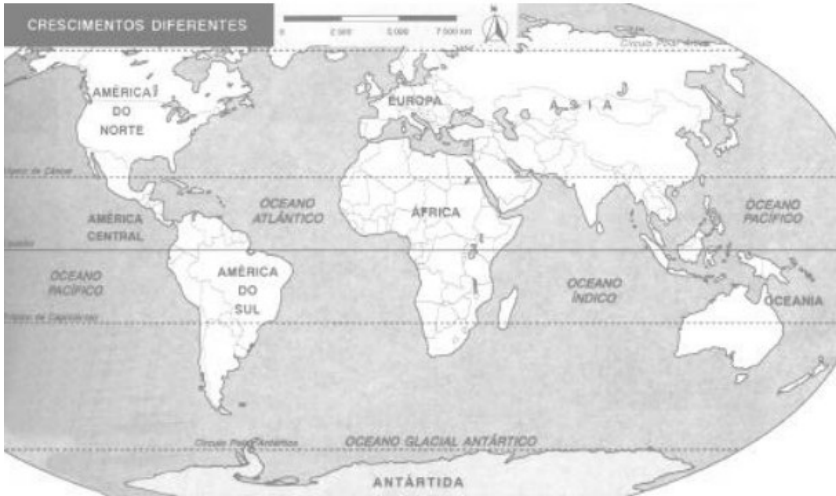 CRESCIMENTOS DIFERENTES
0
2 500
5 000
7 500 km
N
Círculo Polar Ártico
AMÉRICA
DO
NORTE
EUROPA
ÁSIA
Trópico de Câncer
OCEANO
ATLÂNTICO
ÁFRICA
OCEANO
PACÍFICO
AMÉRICA
CENTRAL
Equador
OCEANO
PACÍFICO
AMÉRICA
DO
SUL
OCEANO
ÍNDICO
OCEANIA
Trópico de Capricórnio
Círculo Polar Antártico
OCEANO GLACIAL ANTÁRTICO
ANTÁRTIDA